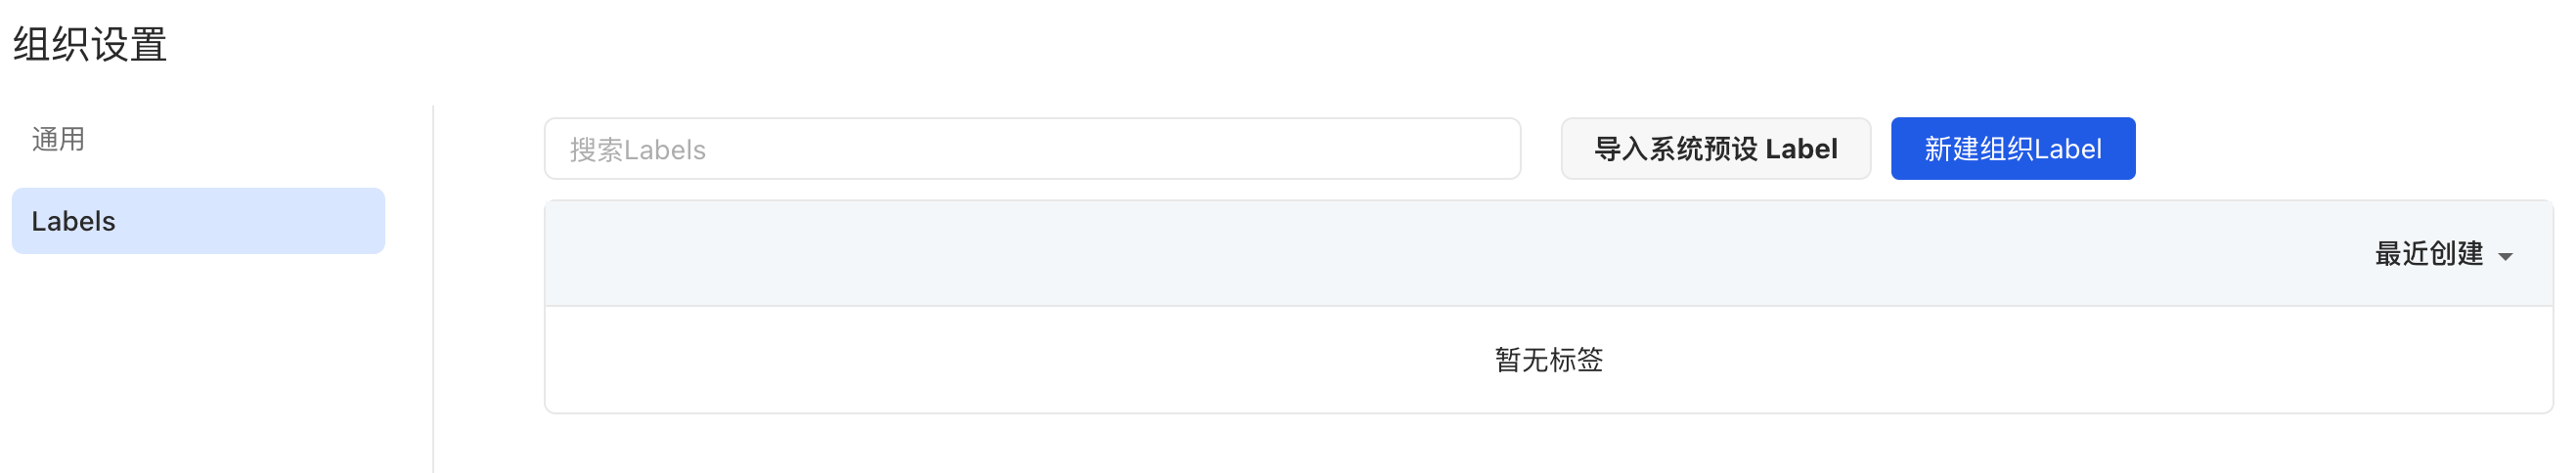 组织设置
通用
Labels
搜索Labels
导入系统预设 Label
新建组织Label
最近创建
暂无标签